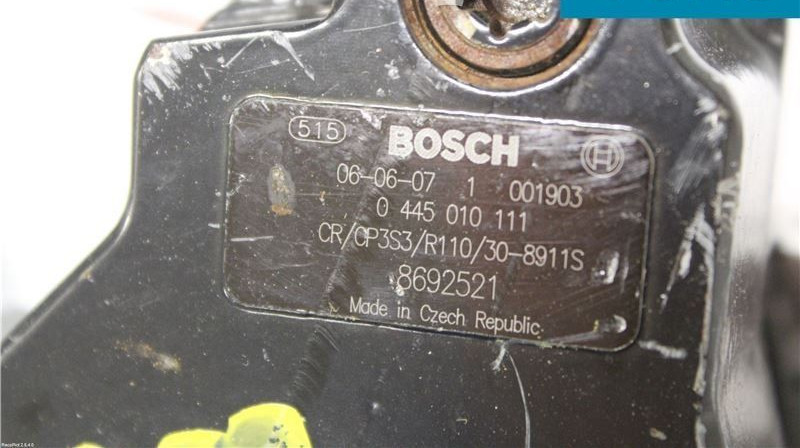 515 BOSCH
06-06-07 1 001903
0 445 010 111
CR/CP3S3/R110/30-8911S
8692521
Made in Czech Republic